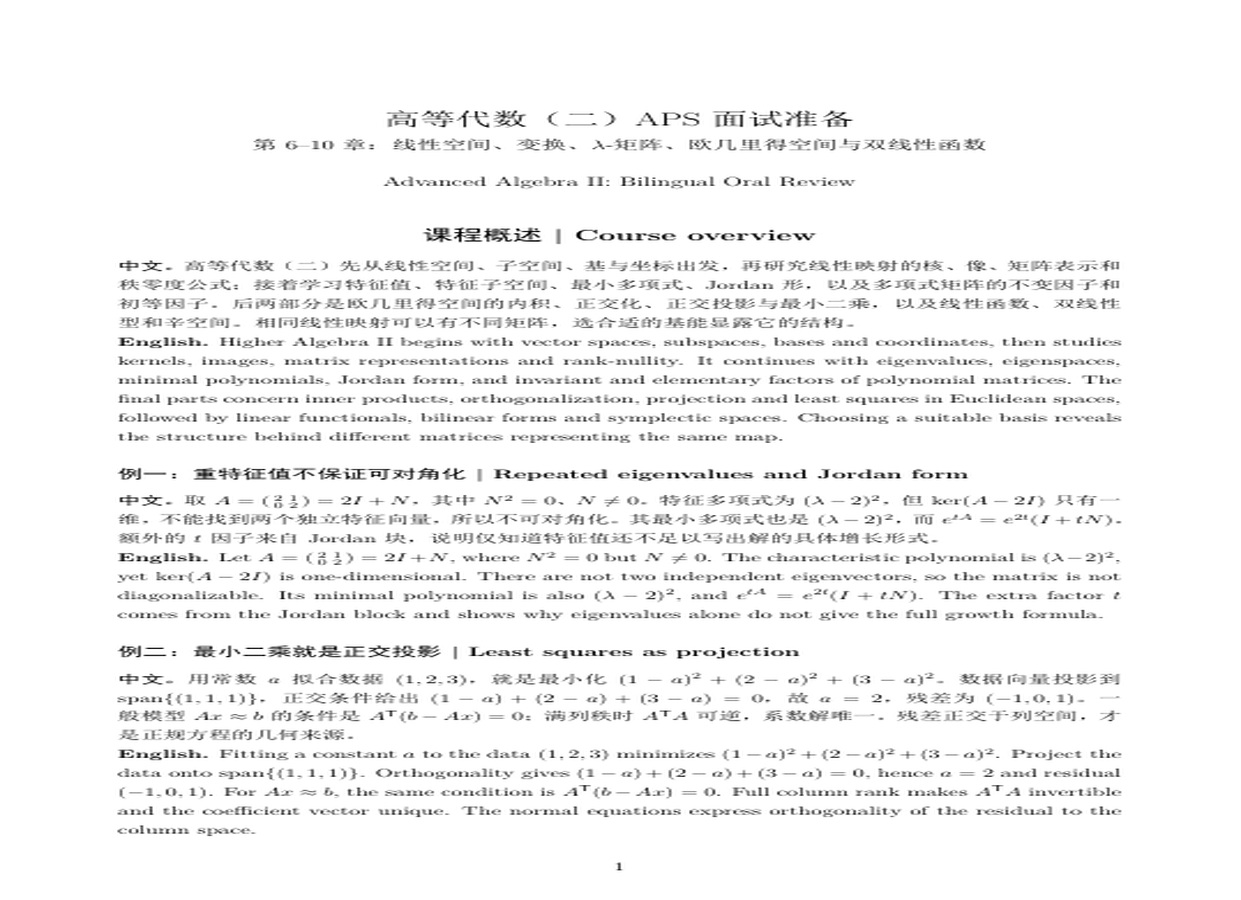 高等代数（二）APS 面试准备
第 6–10 章：线性空间、变换、λ-矩阵、欧几里得空间与双线性函数
Advanced Algebra II: Bilingual Oral Review
课程概述 | Course overview
中文。高等代数（二）先从线性空间、子空间、基与坐标出发，再研究线性映射的核、像、矩阵表示和
秩零度公式；接着学习特征值、特征子空间、最小多项式、Jordan 形，以及多项式矩阵的不变因子和
初等因子。后两部分是欧几里得空间的内积、正交化、正交投影与最小二乘，以及线性函数、双线性
型和辛空间。相同线性映射可以有不同矩阵，选合适的基能显露它的结构。
English. Higher Algebra II begins with vector spaces, subspaces, bases and coordinates, then studies
kernels, images, matrix representations and rank-nullity. It continues with eigenvalues, eigenspaces,
minimal polynomials, Jordan form, and invariant and elementary factors of polynomial matrices. The
final parts concern inner products, orthogonalization, projection and least squares in Euclidean spaces,
followed by linear functionals, bilinear forms and symplectic spaces. Choosing a suitable basis reveals
the structure behind different matrices representing the same map.
例一：重特征值不保证可对角化 | Repeated eigenvalues and Jordan form
中文。取 A = (2 1 0 2) = 2I + N，其中 N² = 0、N ≠ 0。特征多项式为 (λ − 2)²，但 ker(A − 2I) 只有一
维，不能找到两个独立特征向量，所以不可对角化。其最小多项式也是 (λ − 2)²，而 e^{tA} = e^{2t}(I + tN)。
额外的 t 因子来自 Jordan 块，说明仅知道特征值还不足以写出解的具体增长形式。
English. Let A = (2 1 0 2) = 2I + N, where N² = 0 but N ≠ 0. The characteristic polynomial is (λ−2)²,
yet ker(A − 2I) is one-dimensional. There are not two independent eigenvectors, so the matrix is not
diagonalizable. Its minimal polynomial is also (λ − 2)², and e^{tA} = e^{2t}(I + tN). The extra factor t
comes from the Jordan block and shows why eigenvalues alone do not give the full growth formula.
例二：最小二乘就是正交投影 | Least squares as projection
中文。用常数 a 拟合数据 (1, 2, 3)，就是最小化 (1 − a)² + (2 − a)² + (3 − a)²。数据向量投影到
span{(1, 1, 1)}，正交条件给出 (1 − a) + (2 − a) + (3 − a) = 0，故 a = 2，残差为 (−1, 0, 1)。一
般模型 Ax ≈ b 的条件是 A^⊤(b − Ax) = 0；满列秩时 A^⊤A 可逆，系数解唯一。残差正交于列空间，才
是正规方程的几何来源。
English. Fitting a constant a to the data (1, 2, 3) minimizes (1 − a)² + (2 − a)² + (3 − a)². Project the
data onto span{(1, 1, 1)}. Orthogonality gives (1 − a) + (2 − a) + (3 − a) = 0, hence a = 2 and residual
(−1, 0, 1). For Ax ≈ b, the same condition is A^⊤(b − Ax) = 0. Full column rank makes A^⊤A invertible
and the coefficient vector unique. The normal equations express orthogonality of the residual to the
column space.
1